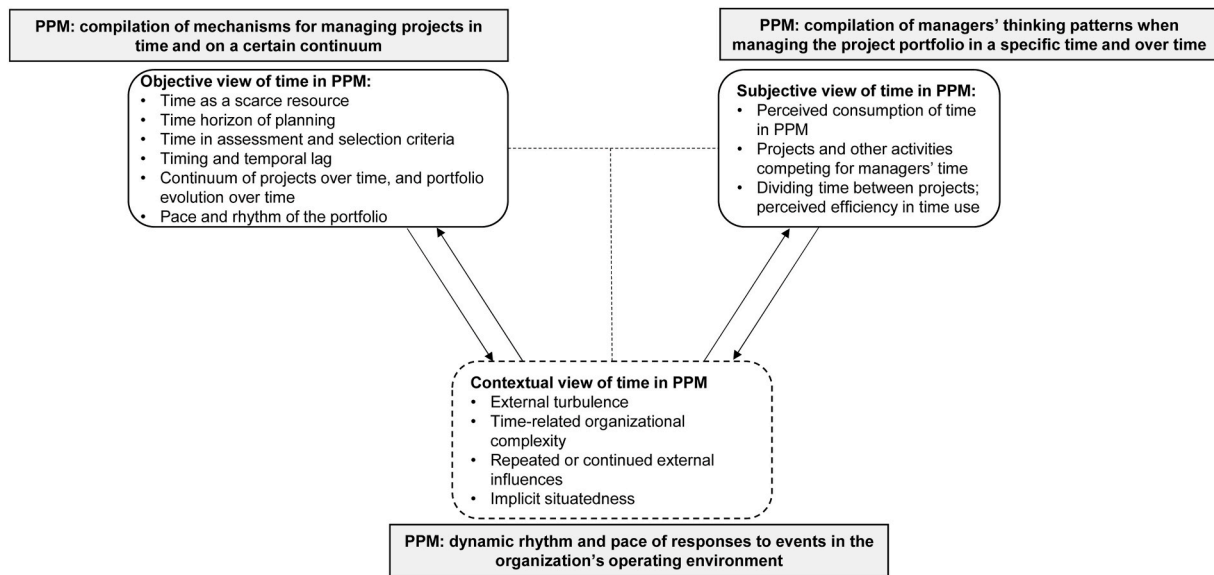 PPM: compilation of mechanisms for managing projects in
time and on a certain continuum
Objective view of time in PPM:
• Time as a scarce resource
• Time horizon of planning
• Time in assessment and selection criteria
• Timing and temporal lag
• Continuum of projects over time, and portfolio
evolution over time
• Pace and rhythm of the portfolio
PPM: compilation of managers’ thinking patterns when
managing the project portfolio in a specific time and over time
Subjective view of time in PPM:
• Perceived consumption of time
in PPM
• Projects and other activities
competing for managers’ time
• Dividing time between projects;
perceived efficiency in time use
Contextual view of time in PPM
• External turbulence
• Time-related organizational
complexity
• Repeated or continued external
influences
• Implicit situatedness
PPM: dynamic rhythm and pace of responses to events in the
organization’s operating environment